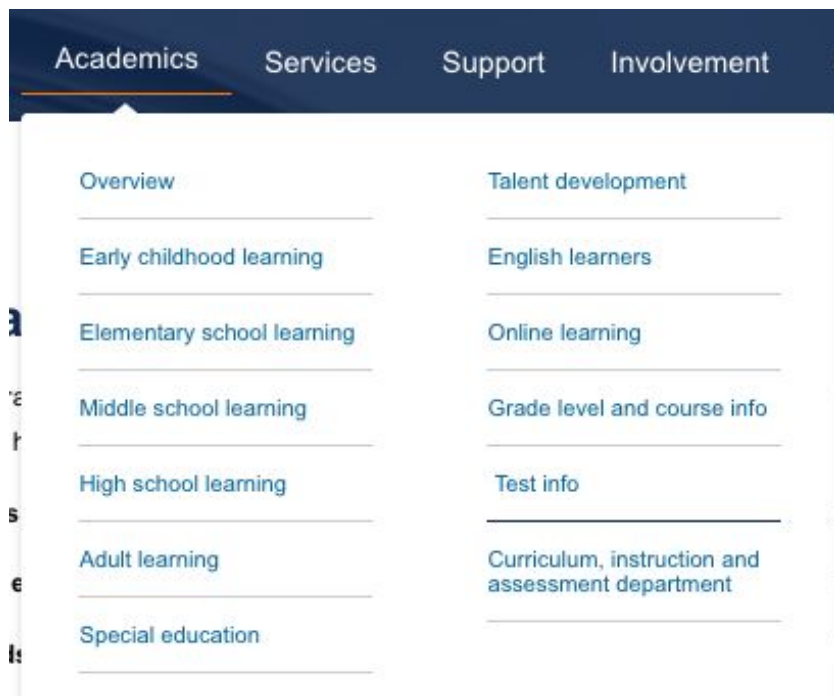 Academics Services Support Involvement
Overview
Early childhood learning
Elementary school learning
Middle school learning
High school learning
Adult learning
Special education
Talent development
English learners
Online learning
Grade level and course info
Test info
Curriculum, instruction and
assessment department